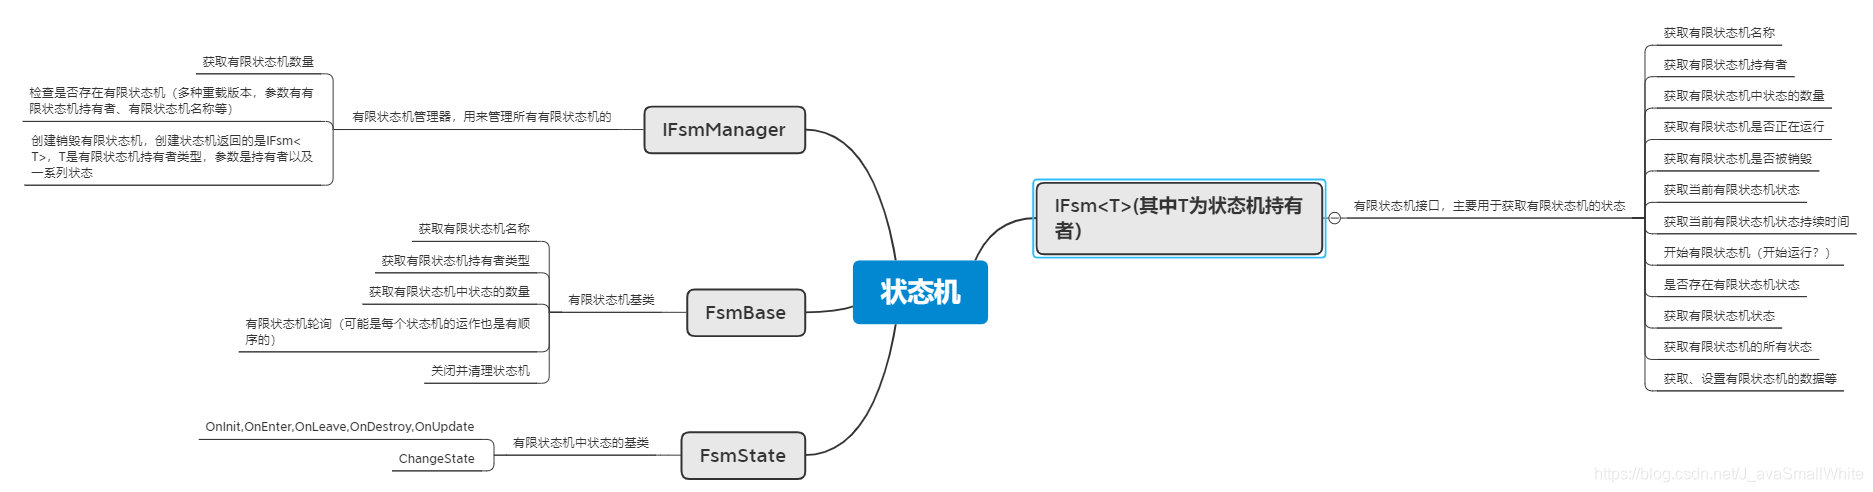 状态机
IFsmManager
有限状态机管理器，用来管理所有有限状态机的
获取有限状态机数量
检查是否存在有限状态机（多种重载版本，参数有有
限状态机持有者、有限状态机名称等）
创建销毁有限状态机，创建状态机返回的是IFsm<
T>，T是有限状态机持有者类型，参数是持有者以及
一系列状态
FsmBase
有限状态机基类
获取有限状态机名称
获取有限状态机持有者类型
获取有限状态机中状态的数量
有限状态机轮询（可能是每个状态机的运作也是有顺
序的）
关闭并清理状态机
FsmState
有限状态机中状态的基类
OnInit,OnEnter,OnLeave,OnDestroy,OnUpdate
ChangeState
IFsm<T>(其中T为状态机持有
者)
有限状态机接口，主要用于获取有限状态机的状态
获取有限状态机名称
获取有限状态机持有者
获取有限状态机中状态的数量
获取有限状态机是否正在运行
获取有限状态机是否被销毁
获取当前有限状态机状态
获取当前有限状态机状态持续时间
开始有限状态机（开始运行？）
是否存在有限状态机状态
获取有限状态机状态
获取有限状态机的所有状态
获取、设置有限状态机的数据等
https://blog.csdn.net/J_avaSmallWhite